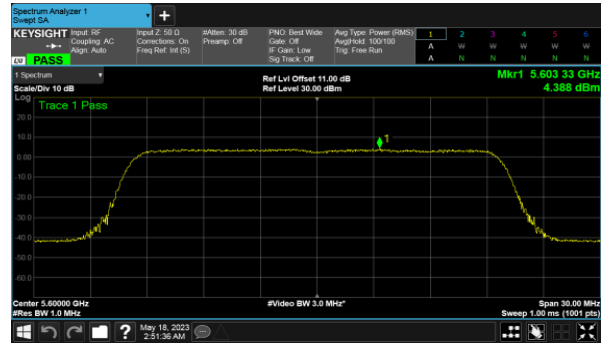 Spectrum Analyzer 1
Swept SA
KEYSIGHT
Input: RF
Coupling: AC
Align: Auto
Input Z: 50 Ω
Corrections: On
Freq Ref: Int (S)
#Atten: 30 dB
Preamp: Off
PNO: Best Wide
Gate: Off
IF Gain: Low
Sig Track: Off
Avg Type: Power (RMS)
Avg|Hold: 100/100
Trig: Free Run
1 2 3 4 5 6
A W W W W W
A N N N N N
LXI PASS
1 Spectrum
Scale/Div 10 dB
Ref Lvl Offset 11.00 dB
Ref Level 30.00 dBm
Mkr1 5.603 33 GHz
4.388 dBm
Log
Trace 1 Pass
20.0
10.0
0.00
-10.0
-20.0
-30.0
-40.0
-50.0
-60.0
1
Center 5.60000 GHz
#Res BW 1.0 MHz
#Video BW 3.0 MHz*
Span 30.00 MHz
Sweep 1.00 ms (1001 pts)
May 18, 2023
2:51:36 AM